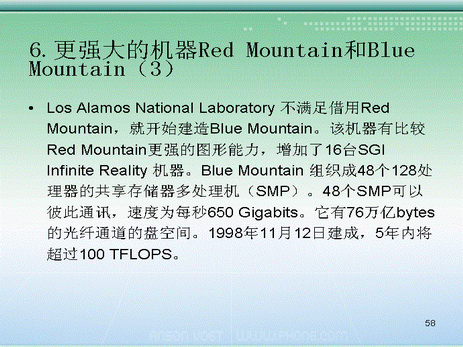 6.更强大的机器Red Mountain和Blue
Mountain（3）
• Los Alamos National Laboratory 不满足借用Red
Mountain，就开始建造Blue Mountain。该机器有比较
Red Mountain更强的图形能力，增加了16台SGI
Infinite Reality 机器。Blue Mountain 组织成48个128处
理器的共享存储器多处理机（SMP）。48个SMP可以
彼此通讯，速度为每秒650 Gigabits。它有76万亿bytes
的光纤通道的盘空间。1998年11月12日建成，5年内将
超过100 TFLOPS。
58